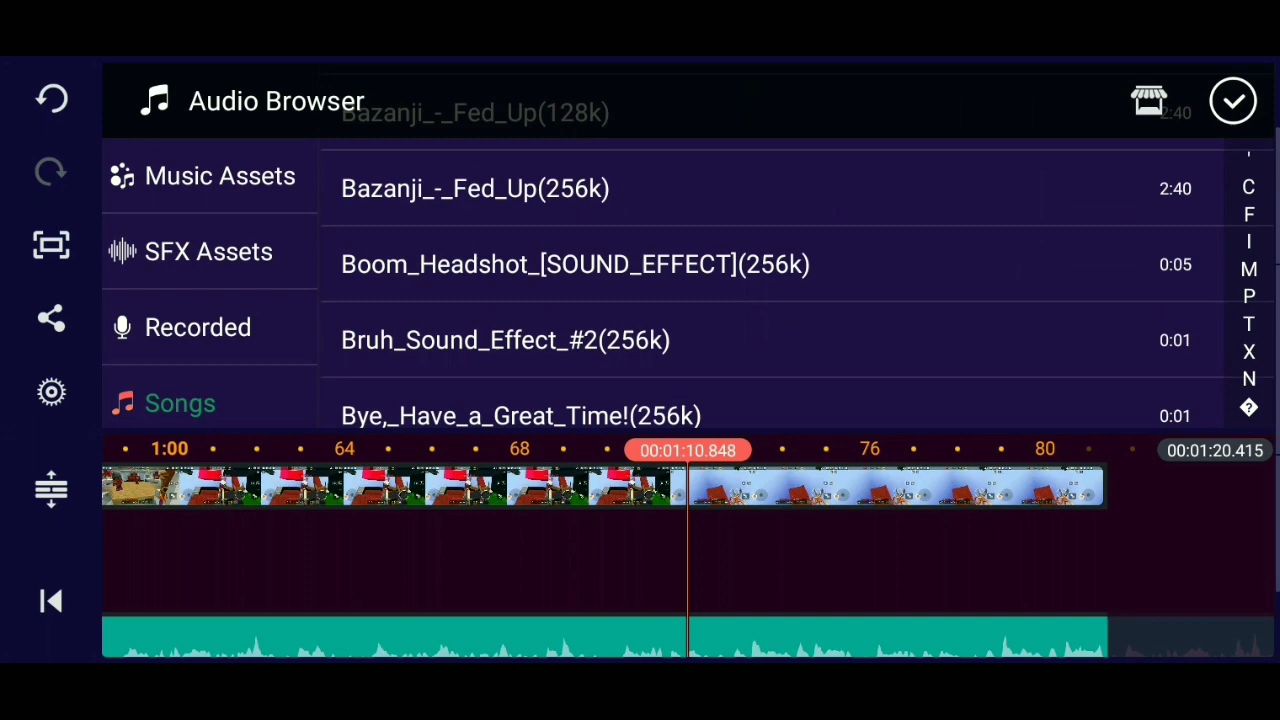 Audio Browser
Bazanji_-_Fed_Up(128k) 2:40
Music Assets
Bazanji_-_Fed_Up(256k) 2:40
SFX Assets
Boom_Headshot_[SOUND_EFFECT](256k) 0:05
Recorded
Bruh_Sound_Effect_#2(256k) 0:01
Songs
Bye,_Have_a_Great_Time!(256k) 0:01
'
C
F
I
M
P
T
X
N
?
1:00 64 68 00:01:10.848 76 80 00:01:20.415